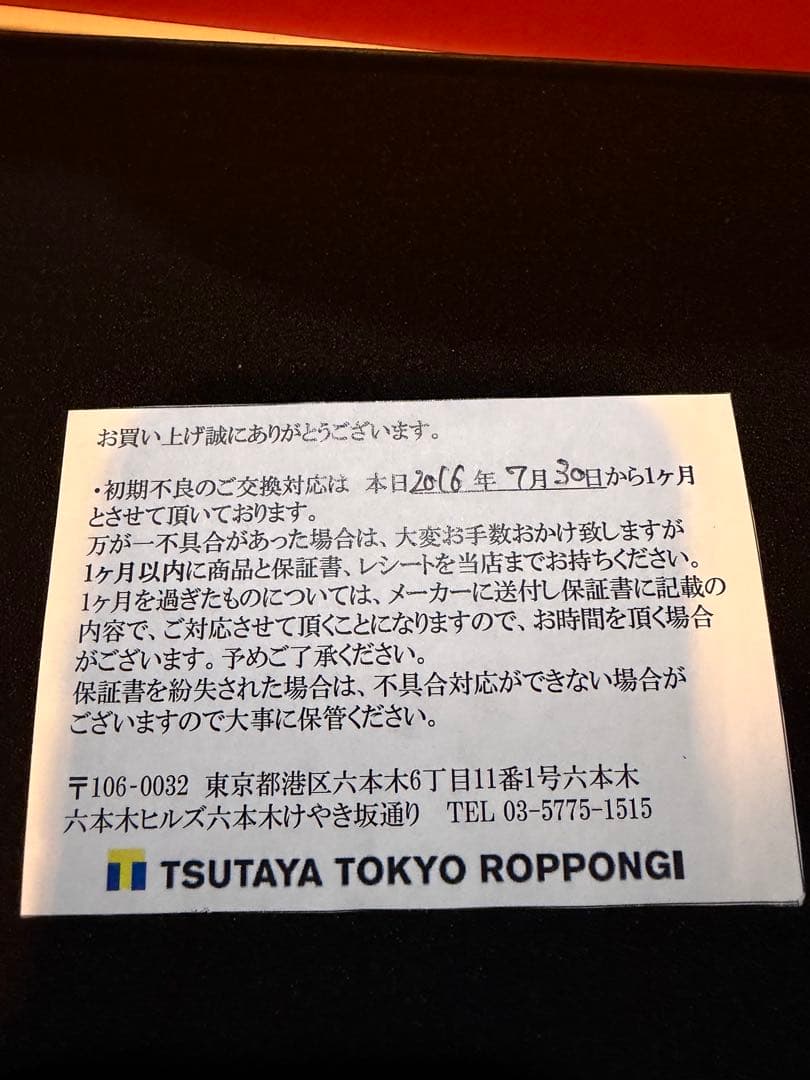 お買い上げ誠にありがとうございます。
・初期不良のご交換対応は 本日2016年7月30日から1ヶ月
とさせて頂いております。
万が一不具合があった場合は、大変お手数おかけ致しますが
1ヶ月以内に商品と保証書、レシートを当店までお持ちください。
1ヶ月を過ぎたものについては、メーカーに送付し保証書に記載の
内容で、ご対応させて頂くことになりますので、お時間を頂く場合
がございます。予めご了承ください。
保証書を紛失された場合は、不具合対応ができない場合が
ございますので大事に保管ください。
〒106-0032 東京都港区六本木6丁目11番1号六本木
六本木ヒルズ六本木けやき坂通り TEL 03-5775-1515
TSUTAYA TOKYO ROPPONGI